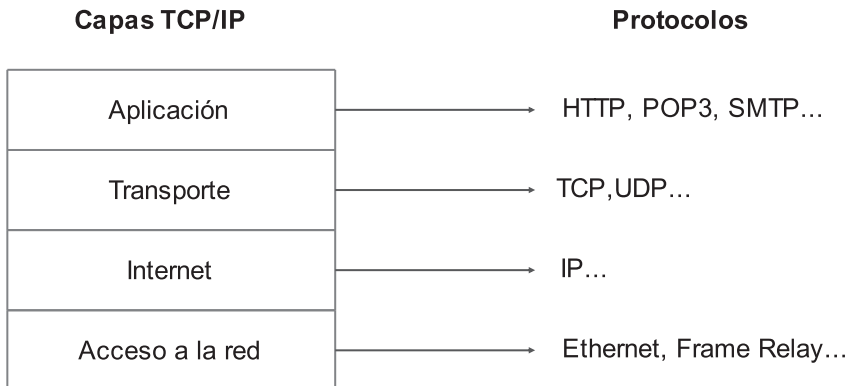 Capas TCP/IP
Protocolos
Aplicación
HTTP, POP3, SMTP...
Transporte
TCP,UDP...
Internet
IP...
Acceso a la red
Ethernet, Frame Relay...